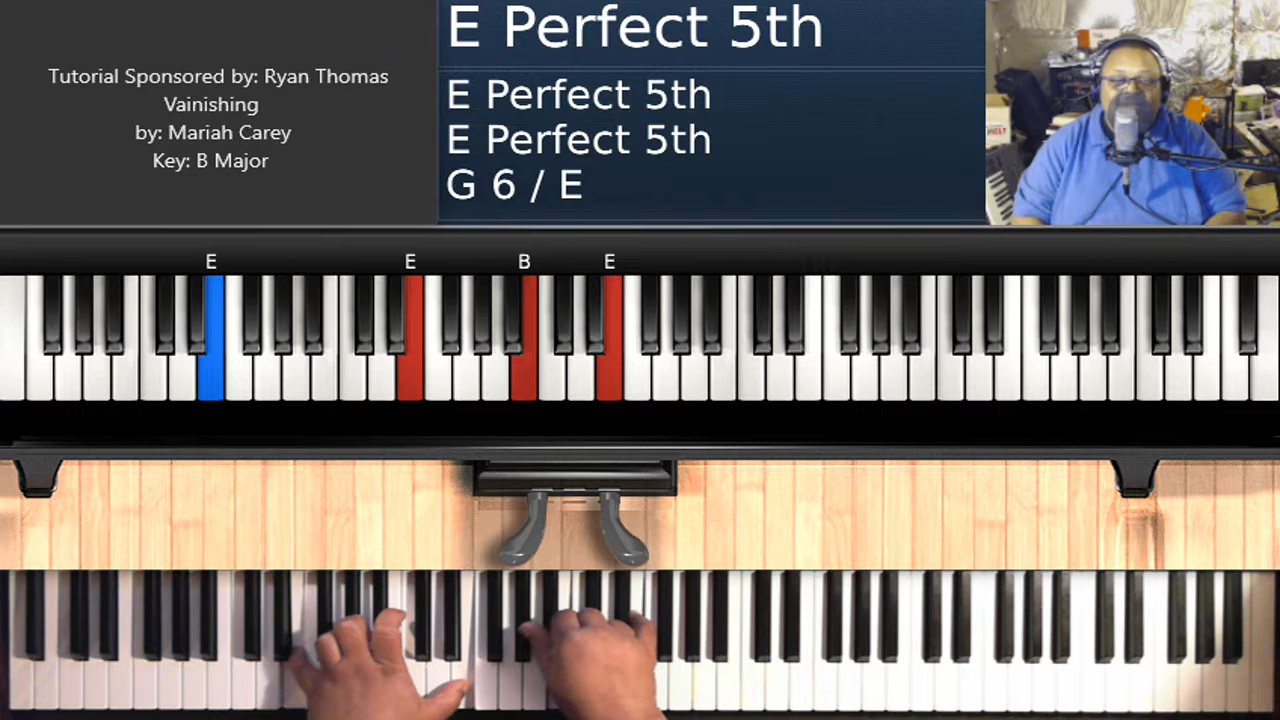 Tutorial Sponsored by: Ryan Thomas
Vainishing
by: Mariah Carey
Key: B Major
E Perfect 5th
E Perfect 5th
E Perfect 5th
G 6 / E
E E B E